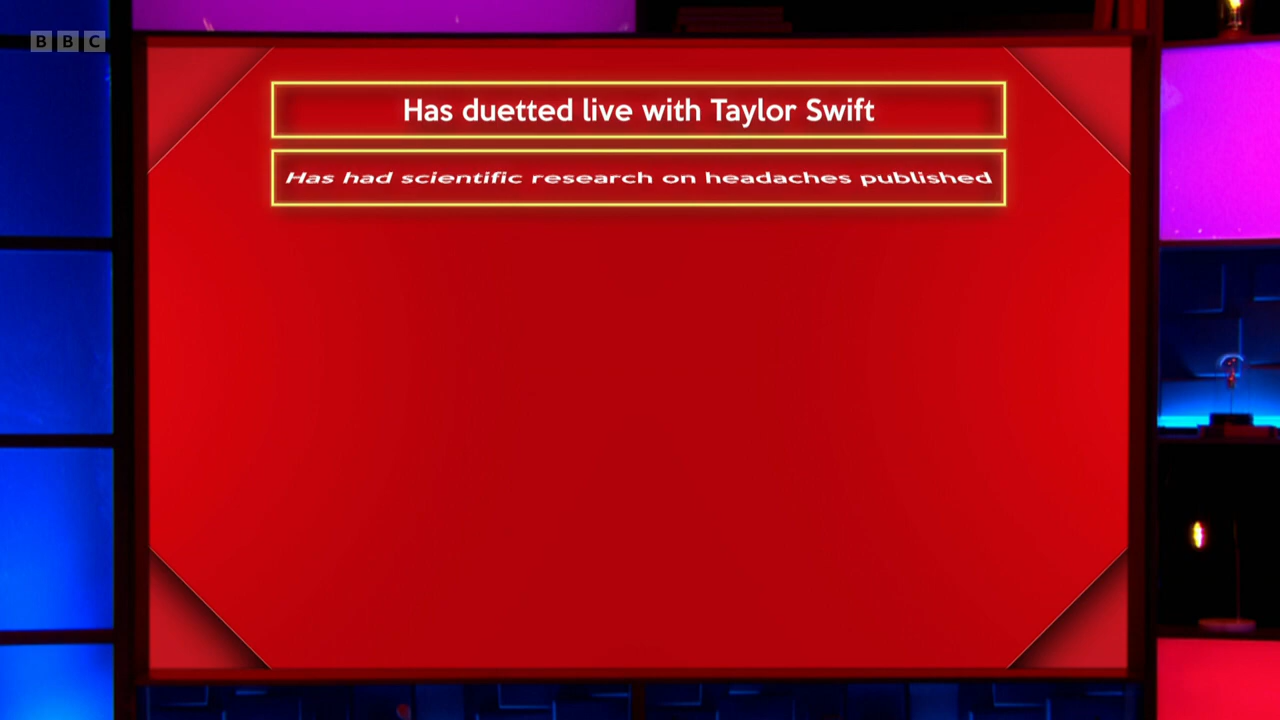 BBC
Has duetted live with Taylor Swift
Has had scientific research on headaches published